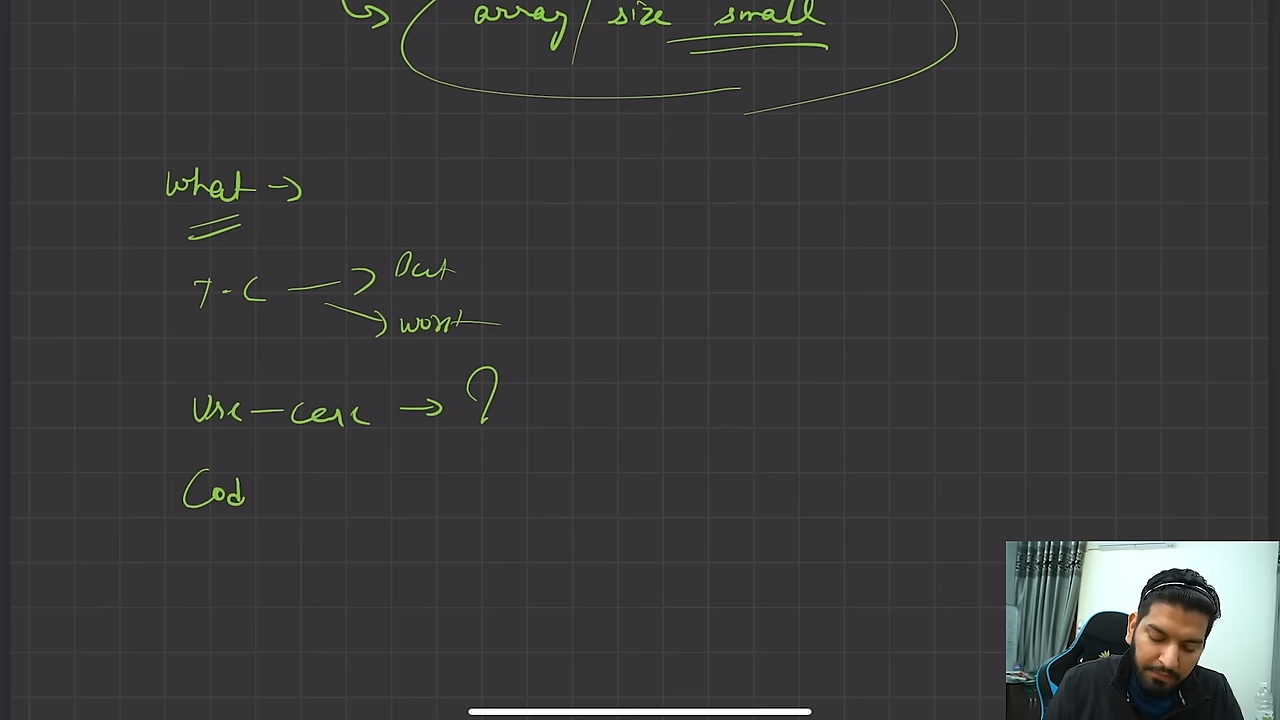 array/ size small
What →
T.C → Best
→ worst
Use-case → ?
Cod